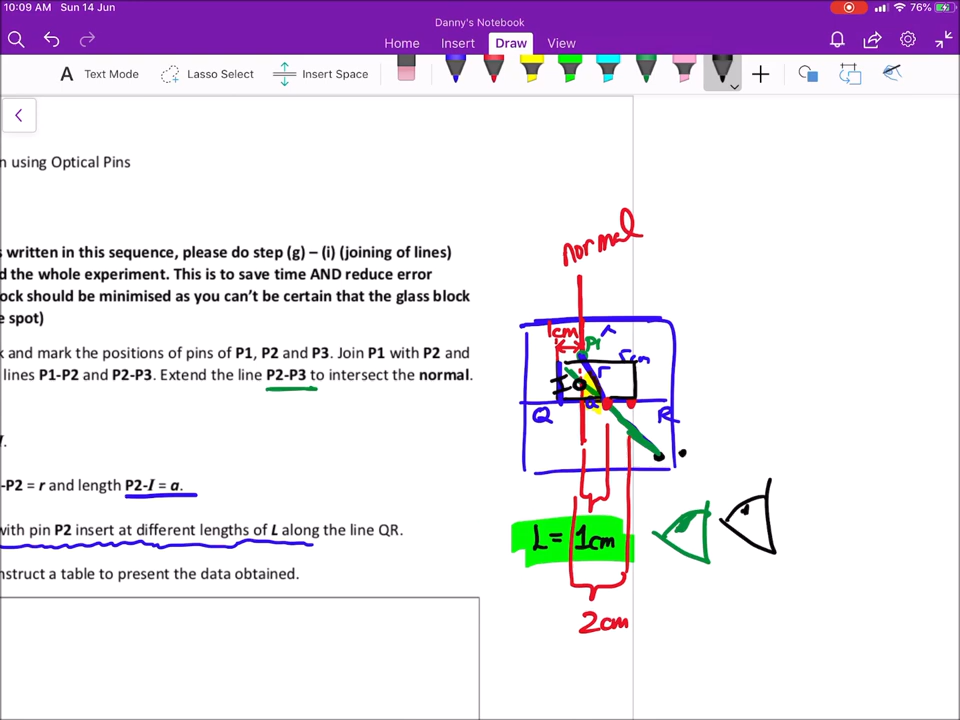 10:09 AM Sun 14 Jun
76%
Danny's Notebook
Home Insert Draw View
Text Mode Lasso Select Insert Space
n using Optical Pins
s written in this sequence, please do step (g) – (i) (joining of lines)
d the whole experiment. This is to save time AND reduce error
ock should be minimised as you can't be certain that the glass block
e spot)
k and mark the positions of pins of P1, P2 and P3. Join P1 with P2 and
lines P1-P2 and P2-P3. Extend the line P2-P3 to intersect the normal.
I.
-P2 = r and length P2-I = a.
with pin P2 insert at different lengths of L along the line QR.
nstruct a table to present the data obtained.
normal
1cm
P1
r
rcm
r
I
a
Q R
L = 1cm
2cm